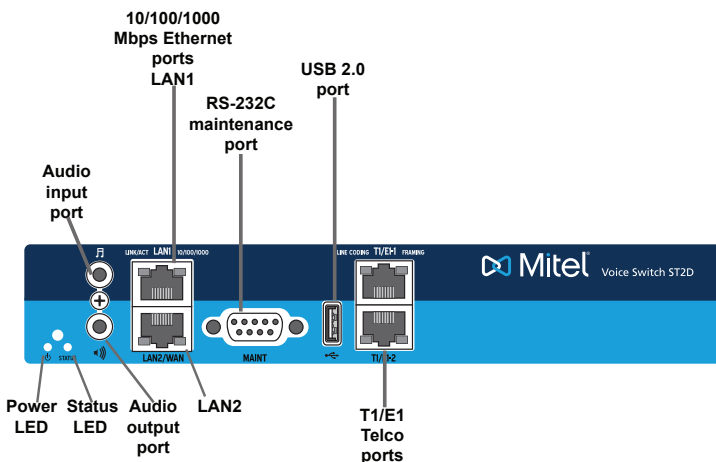 10/100/1000
Mbps Ethernet
ports
LAN1
USB 2.0
port
RS-232C
maintenance
port
Audio
input
port
LINK/ACT LAN1 10/100/1000
LINE CODING T1/E1-1 FRAMING
Mitel Voice Switch ST2D
STATUS
LAN2/WAN
MAINT
T1/E1-2
Power
LED
Status
LED
Audio
output
port
LAN2
T1/E1
Telco
ports